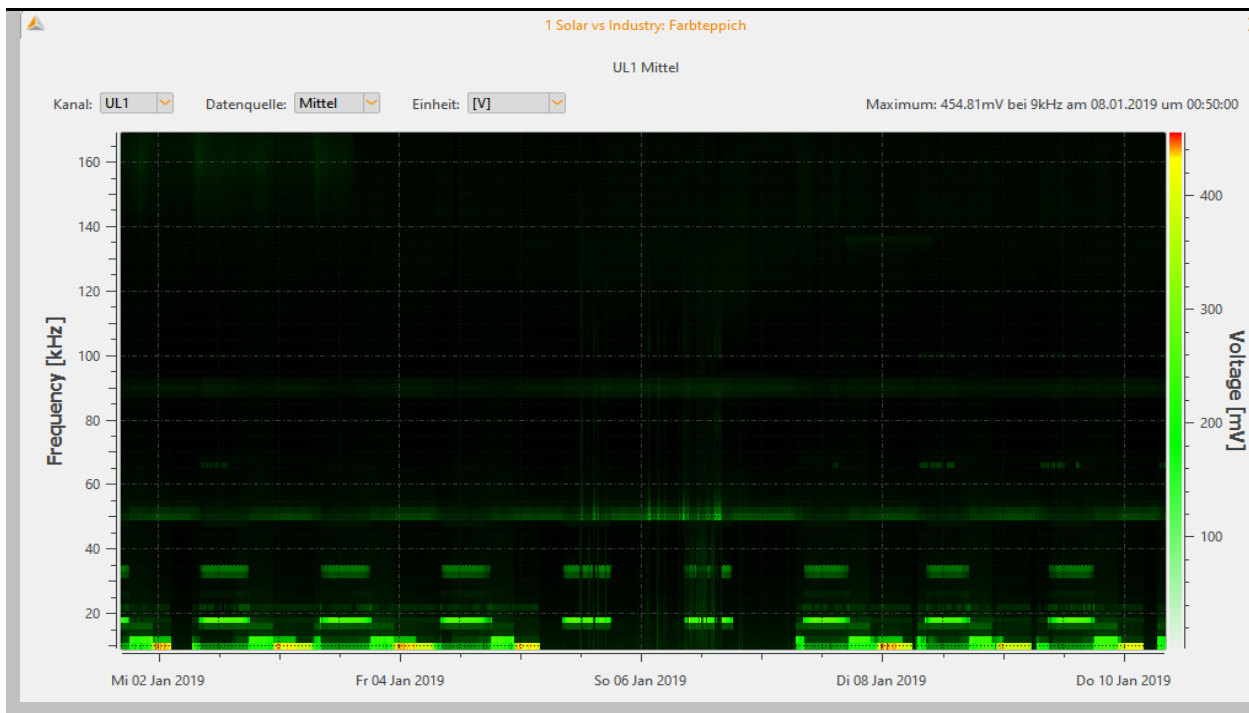 1 Solar vs Industry: Farbteppich
UL1 Mittel
Kanal: UL1 Datenquelle: Mittel Einheit: [V] Maximum: 454.81mV bei 9kHz am 08.01.2019 um 00:50:00
Frequency [kHz]
160
140
120
100
80
60
40
20
Mi 02 Jan 2019 Fr 04 Jan 2019 So 06 Jan 2019 Di 08 Jan 2019 Do 10 Jan 2019
400
300
200
100
Voltage [mV]